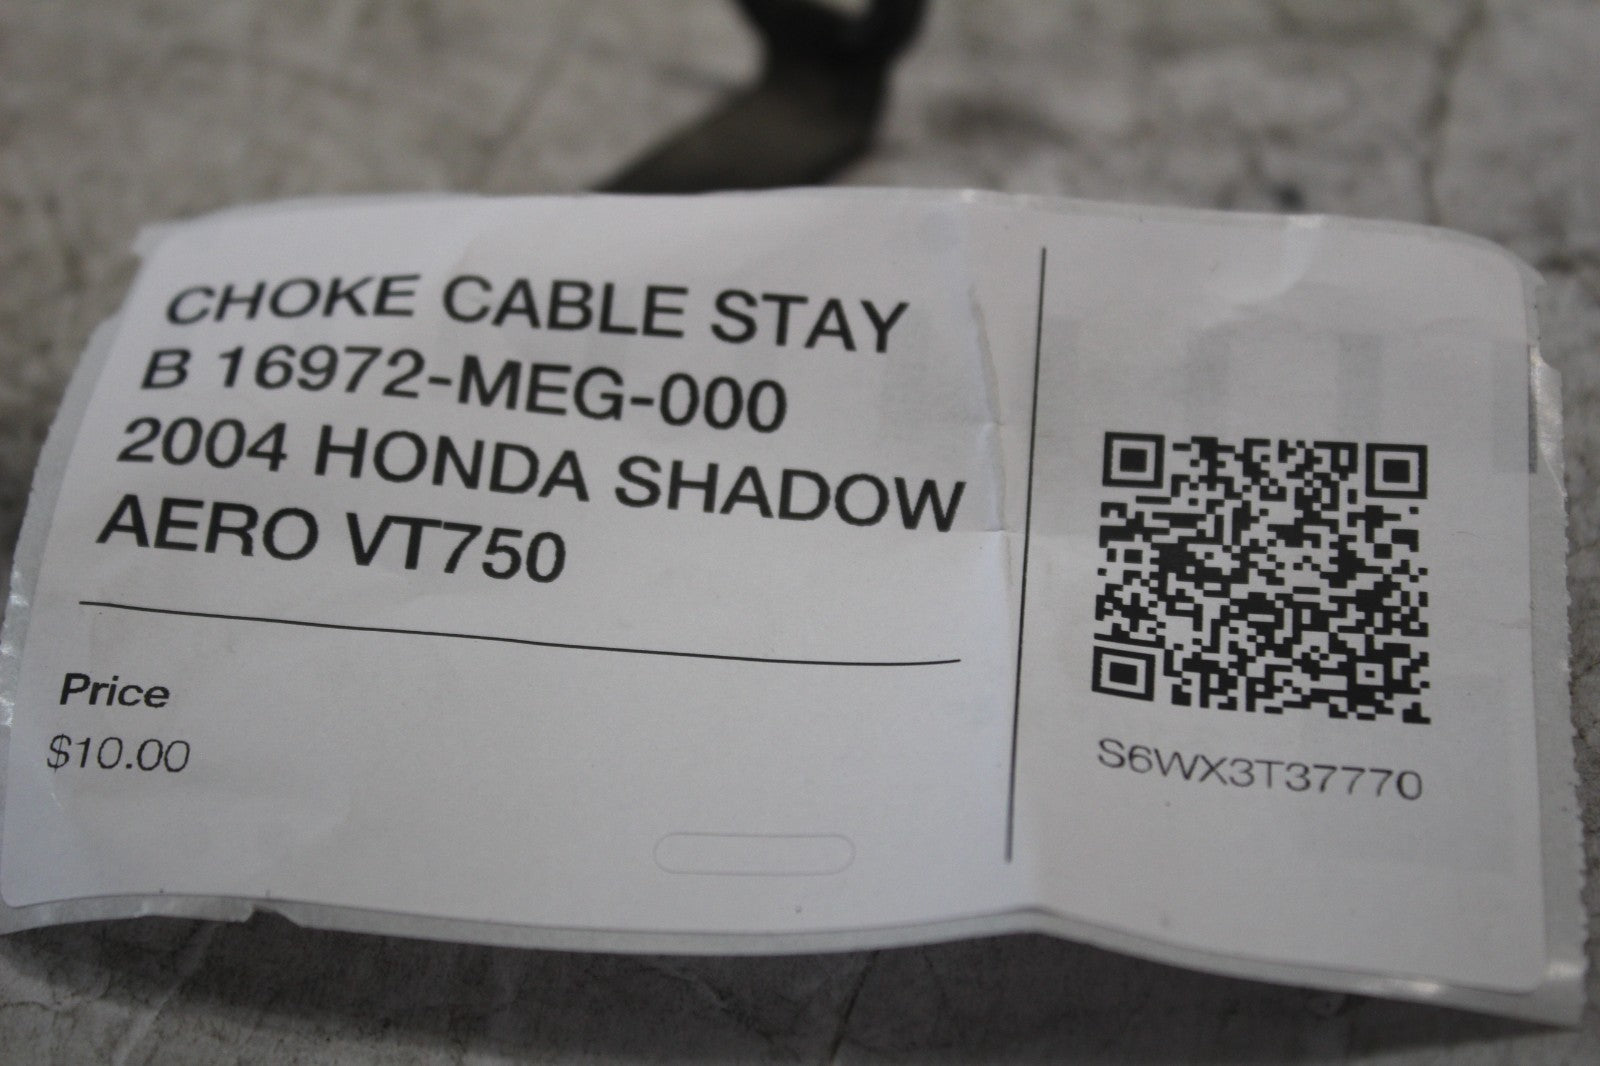 CHOKE CABLE STAY
B 16972-MEG-000
2004 HONDA SHADOW
AERO VT750
Price
$10.00
S6WX3T37770